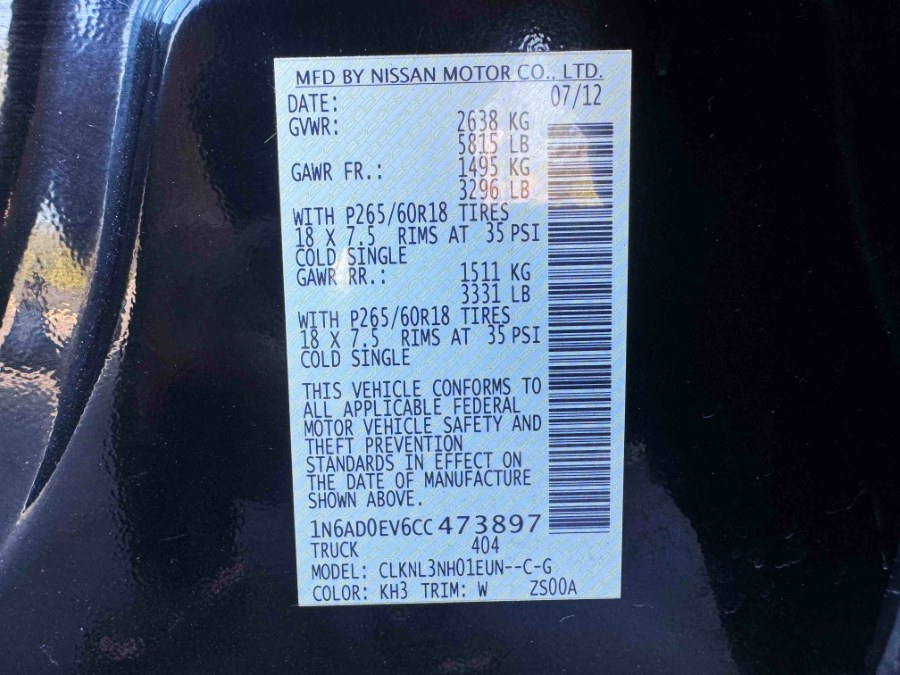 MFD BY NISSAN MOTOR CO., LTD.
DATE: 07/12
GVWR: 2638 KG
5815 LB
GAWR FR.: 1495 KG
3296 LB
WITH P265/60R18 TIRES
18 X 7.5 RIMS AT 35 PSI
COLD SINGLE
GAWR RR.: 1511 KG
3331 LB
WITH P265/60R18 TIRES
18 X 7.5 RIMS AT 35 PSI
COLD SINGLE
THIS VEHICLE CONFORMS TO
ALL APPLICABLE FEDERAL
MOTOR VEHICLE SAFETY AND
THEFT PREVENTION
STANDARDS IN EFFECT ON
THE DATE OF MANUFACTURE
SHOWN ABOVE.
1N6AD0EV6CC473897
TRUCK 404
MODEL: CLKNL3NH01EUN--C-G
COLOR: KH3 TRIM: W ZS00A